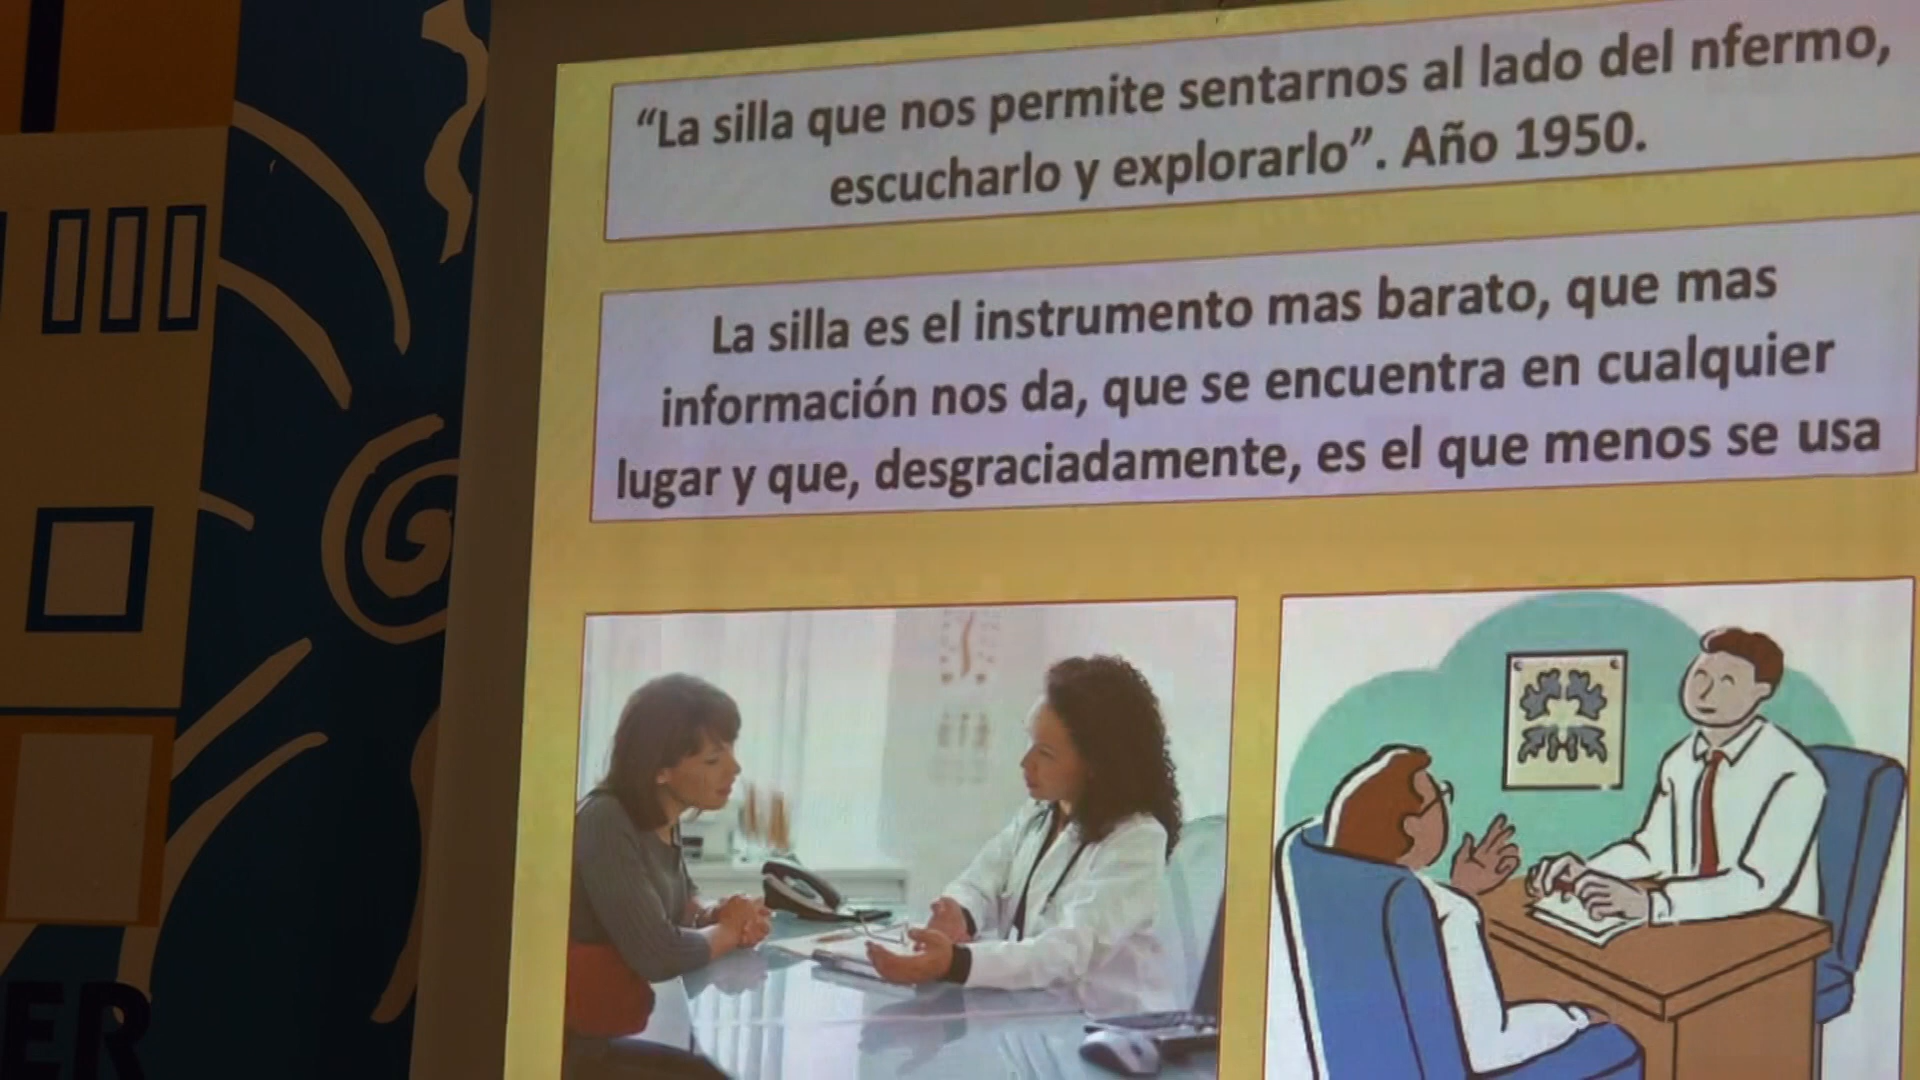 “La silla que nos permite sentarnos al lado del nfermo,
escucharlo y explorarlo”. Año 1950.
La silla es el instrumento mas barato, que mas
información nos da, que se encuentra en cualquier
lugar y que, desgraciadamente, es el que menos se usa
ER